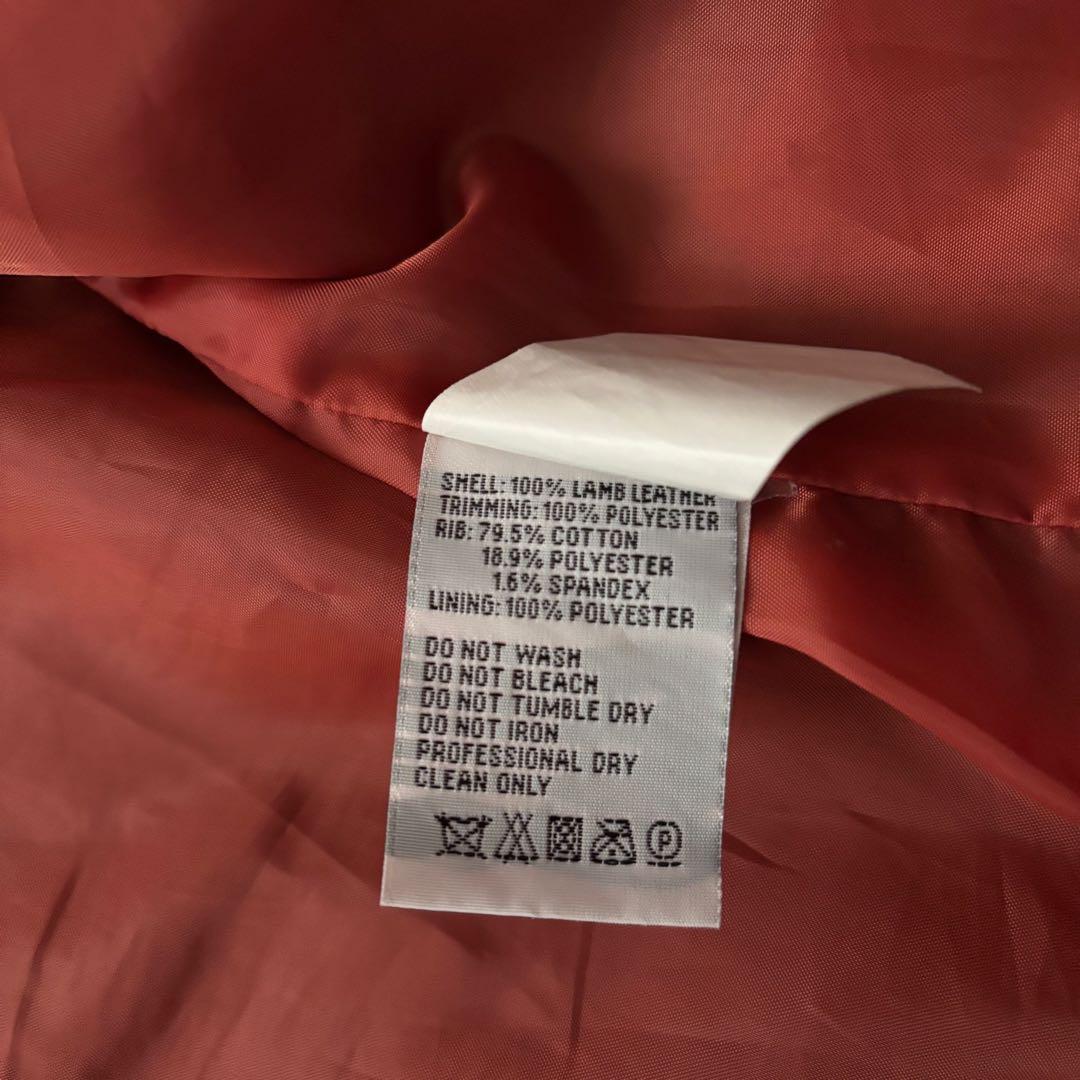 SHELL: 100% LAMB LEATHER
TRIMMING: 100% POLYESTER
RIB: 79.5% COTTON
18.9% POLYESTER
1.6% SPANDEX
LINING: 100% POLYESTER
DO NOT WASH
DO NOT BLEACH
DO NOT TUMBLE DRY
DO NOT IRON
PROFESSIONAL DRY
CLEAN ONLY
P